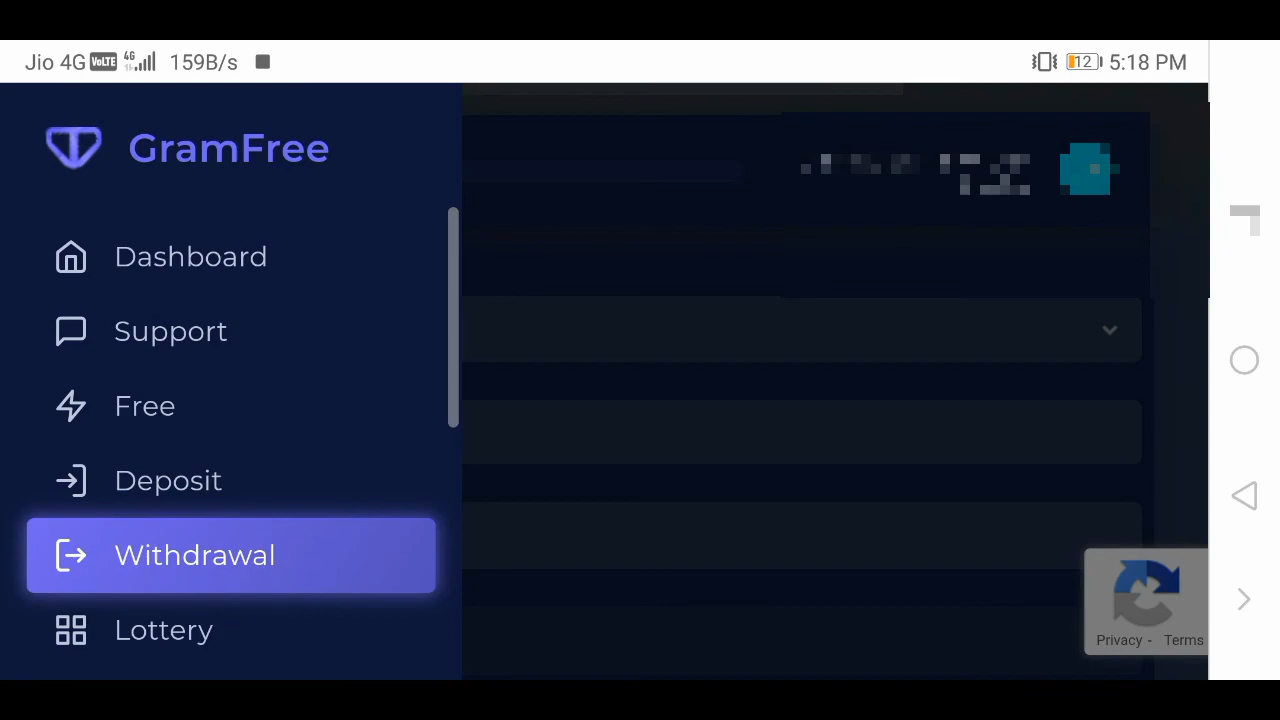 Jio 4G VoLTE 4G 159B/s 12 5:18 PM
GramFree
Dashboard
Support
Free
Deposit
Withdrawal
Lottery
Privacy - Terms